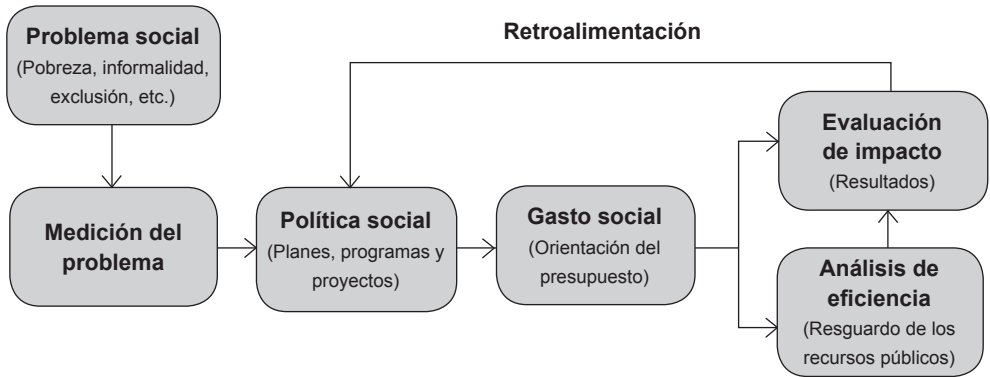 Problema social
(Pobreza, informalidad,
exclusión, etc.)
Retroalimentación
Medición del
problema
Política social
(Planes, programas y
proyectos)
Gasto social
(Orientación del
presupuesto)
Evaluación
de impacto
(Resultados)
Análisis de
eficiencia
(Resguardo de los
recursos públicos)